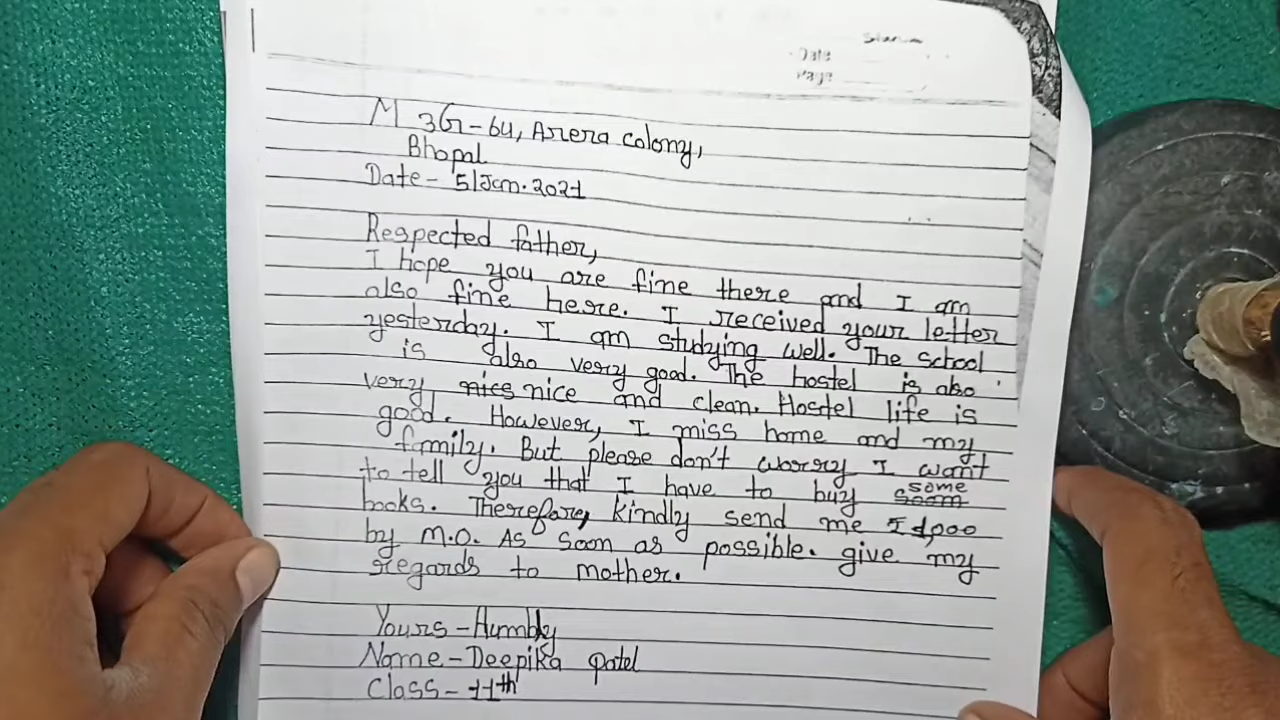 Date
Page
M 3G-64, Arera colony,
Bhopal
Date- 5/Jan.2021
Respected father,
I hope you are fine there and I am
also fine here. I received your letter
yesterday. I am studying well. The school
is also very good. The hostel is also
very nics nice and clean. Hostel life is
good. However, I miss home and my
family. But please don't worry I want
to tell you that I have to buy soom some
books. Therefore, kindly send me ₹1000
by M.O. As soon as possible. give my
regards to mother.
Yours - Humbly
Name - Deepika patel
Class - 11th